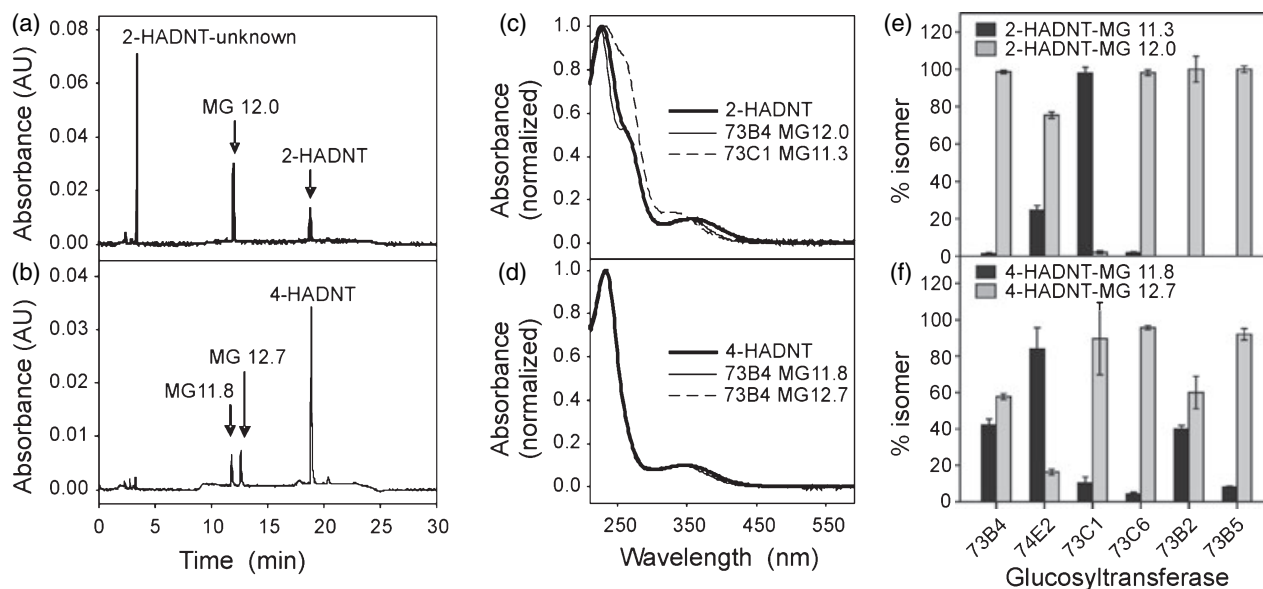 (a)
0.08
0.06
0.04
0.02
0.00
Absorbance (AU)
2-HADNT-unknown
MG 12.0
2-HADNT
(b)
0.04
0.03
0.02
0.01
0.00
Absorbance (AU)
4-HADNT
MG 12.7
MG11.8
0 5 10 15 20 25 30
Time (min)
(c)
1.0
0.8
0.6
0.4
0.2
0.0
Absorbance
(normalized)
2-HADNT
73B4 MG12.0
73C1 MG11.3
(d)
1.0
0.8
0.6
0.4
0.2
0.0
Absorbance
(normalized)
4-HADNT
73B4 MG11.8
73B4 MG12.7
250 350 450 550
Wavelength (nm)
(e)
2-HADNT-MG 11.3
2-HADNT-MG 12.0
120
100
80
60
40
20
0
% isomer
(f)
4-HADNT-MG 11.8
4-HADNT-MG 12.7
120
100
80
60
40
20
0
% isomer
73B4 74E2 73C1 73C6 73B2 73B5
Glucosyltransferase